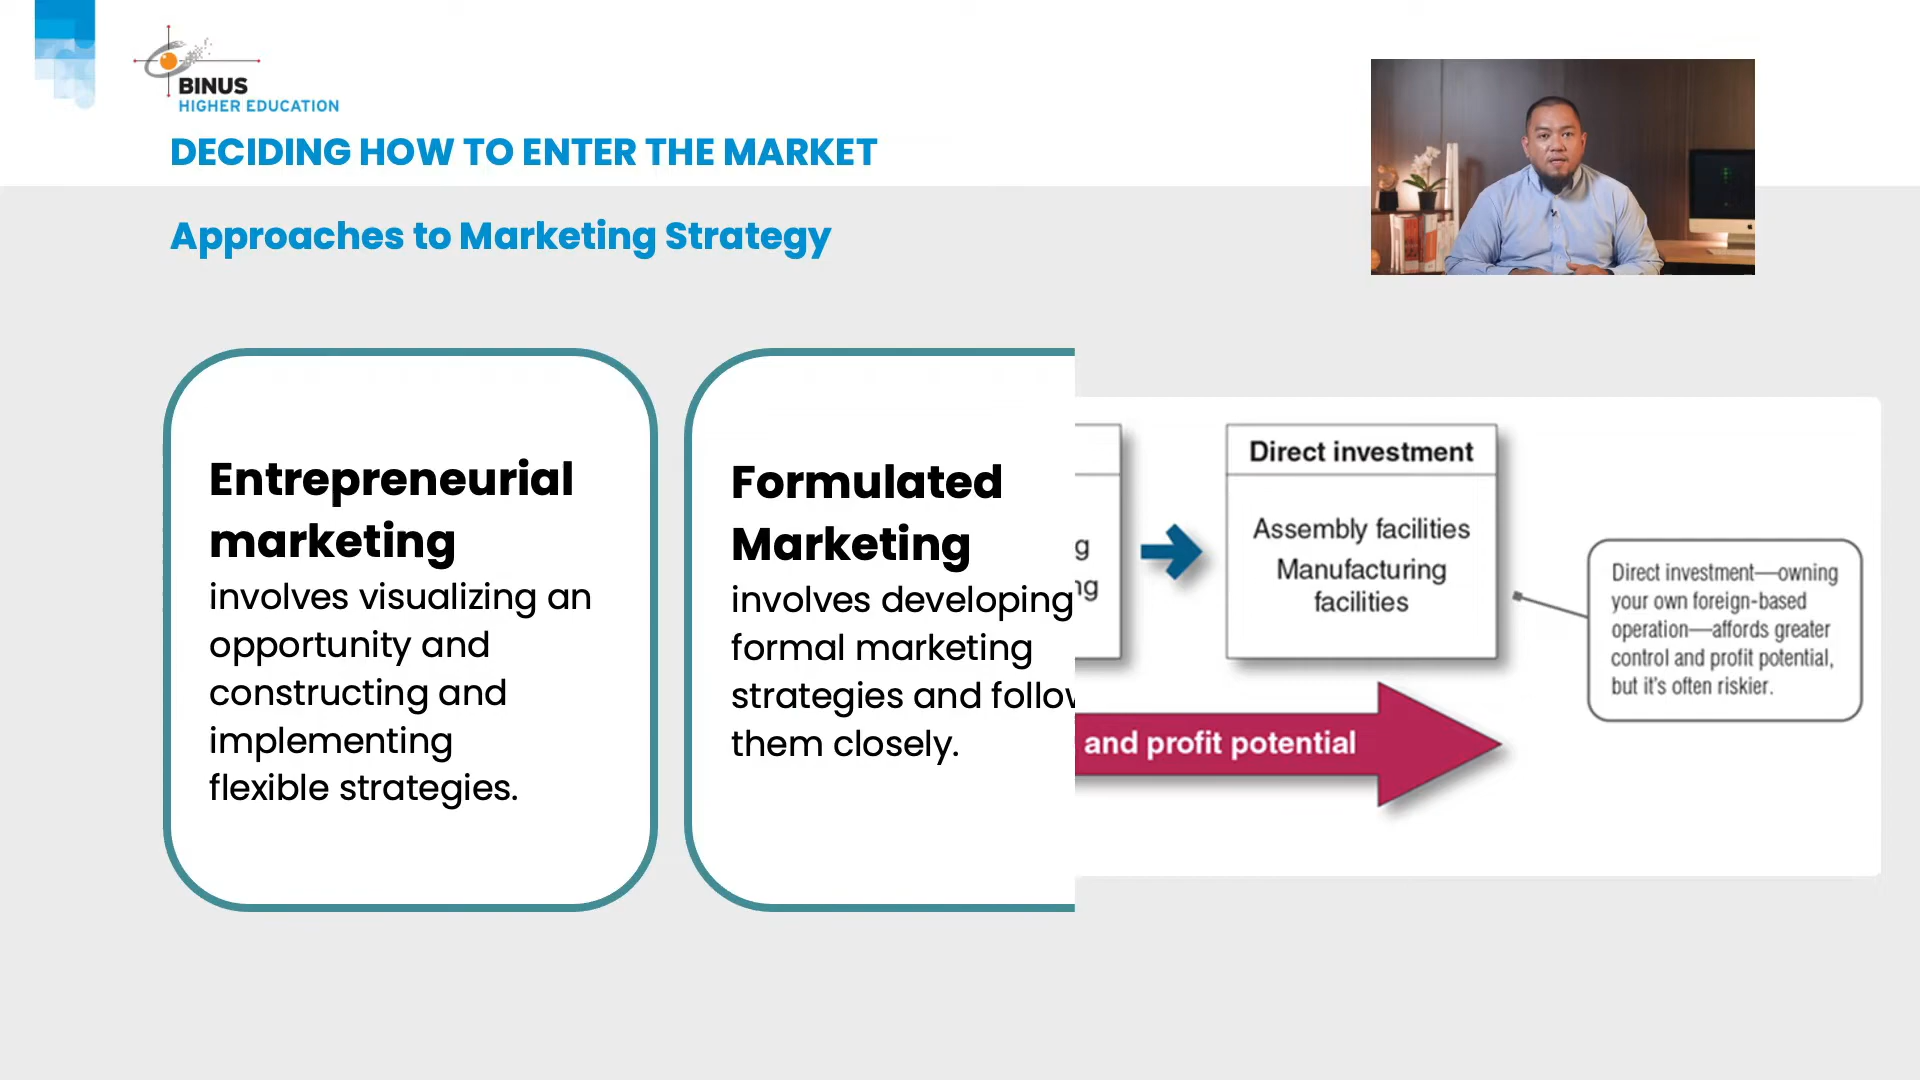 BINUS
HIGHER EDUCATION
DECIDING HOW TO ENTER THE MARKET
Approaches to Marketing Strategy
Entrepreneurial
marketing
involves visualizing an
opportunity and
constructing and
implementing
flexible strategies.
Formulated
Marketing
involves developing
formal marketing
strategies and follow
them closely.
Direct investment
Assembly facilities
Manufacturing
facilities
Direct investment—owning
your own foreign-based
operation—affords greater
control and profit potential,
but it's often riskier.
and profit potential